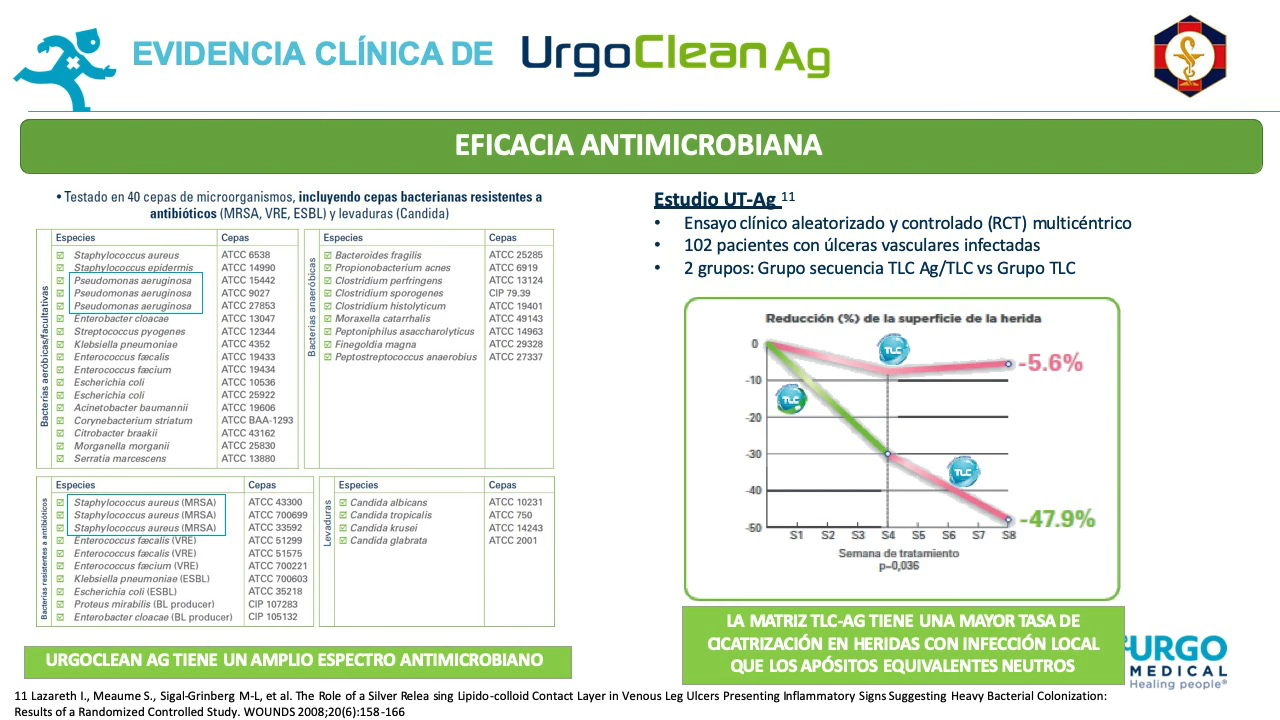 EVIDENCIA CLÍNICA DE UrgoClean Ag
EFICACIA ANTIMICROBIANA
• Testado en 40 cepas de microorganismos, incluyendo cepas bacterianas resistentes a
antibióticos (MRSA, VRE, ESBL) y levaduras (Candida)
Bacterias aeróbicas/facultativas
Especies Cepas
Staphylococcus aureus ATCC 6538
Staphylococcus epidermis ATCC 14990
Pseudomonas aeruginosa ATCC 15442
Pseudomonas aeruginosa ATCC 9027
Pseudomonas aeruginosa ATCC 27853
Enterobacter cloacae ATCC 13047
Streptococcus pyogenes ATCC 12344
Klebsiella pneumoniae ATCC 4352
Enterococcus fæcalis ATCC 19433
Enterococcus fæcium ATCC 19434
Escherichia coli ATCC 10536
Escherichia coli ATCC 25922
Acinetobacter baumannii ATCC 19606
Corynebacterium striatum ATCC BAA-1293
Citrobacter braakii ATCC 43162
Morganella morganii ATCC 25830
Serratia marcescens ATCC 13880
Bacterias anaeróbicas
Especies Cepas
Bacteroides fragilis ATCC 25285
Propionobacterium acnes ATCC 6919
Clostridium perfringens ATCC 13124
Clostridium sporogenes CIP 79.39
Clostridium histolyticum ATCC 19401
Moraxella catarrhalis ATCC 49143
Peptoniphilus asaccharolyticus ATCC 14963
Finegoldia magna ATCC 29328
Peptostreptococcus anaerobius ATCC 27337
Bacterias resistentes a antibióticos
Especies Cepas
Staphylococcus aureus (MRSA) ATCC 43300
Staphylococcus aureus (MRSA) ATCC 700699
Staphylococcus aureus (MRSA) ATCC 33592
Enterococcus fæcalis (VRE) ATCC 51299
Enterococcus fæcalis (VRE) ATCC 51575
Enterococcus fæcium (VRE) ATCC 700221
Klebsiella pneumoniae (ESBL) ATCC 700603
Escherichia coli (ESBL) ATCC 35218
Proteus mirabilis (BL producer) CIP 107283
Enterobacter cloacae (BL producer) CIP 105132
Levaduras
Especies Cepas
Candida albicans ATCC 10231
Candida tropicalis ATCC 750
Candida krusei ATCC 14243
Candida glabrata ATCC 2001
URGOCLEAN AG TIENE UN AMPLIO ESPECTRO ANTIMICROBIANO
Estudio UT-Ag 11
• Ensayo clínico aleatorizado y controlado (RCT) multicéntrico
• 102 pacientes con úlceras vasculares infectadas
• 2 grupos: Grupo secuencia TLC Ag/TLC vs Grupo TLC
Reducción (%) de la superficie de la herida
0
-10
-20
-30
-40
-50
TLC
TLC
TLC
-5.6%
-47.9%
S1 S2 S3 S4 S5 S6 S7 S8
Semana de tratamiento
p=0,036
LA MATRIZ TLC-AG TIENE UNA MAYOR TASA DE
CICATRIZACIÓN EN HERIDAS CON INFECCIÓN LOCAL
QUE LOS APÓSITOS EQUIVALENTES NEUTROS
URGO
MEDICAL
Healing people®
11 Lazareth I., Meaume S., Sigal-Grinberg M-L, et al. The Role of a Silver Relea sing Lipido-colloid Contact Layer in Venous Leg Ulcers Presenting Inflammatory Signs Suggesting Heavy Bacterial Colonization:
Results of a Randomized Controlled Study. WOUNDS 2008;20(6):158-166